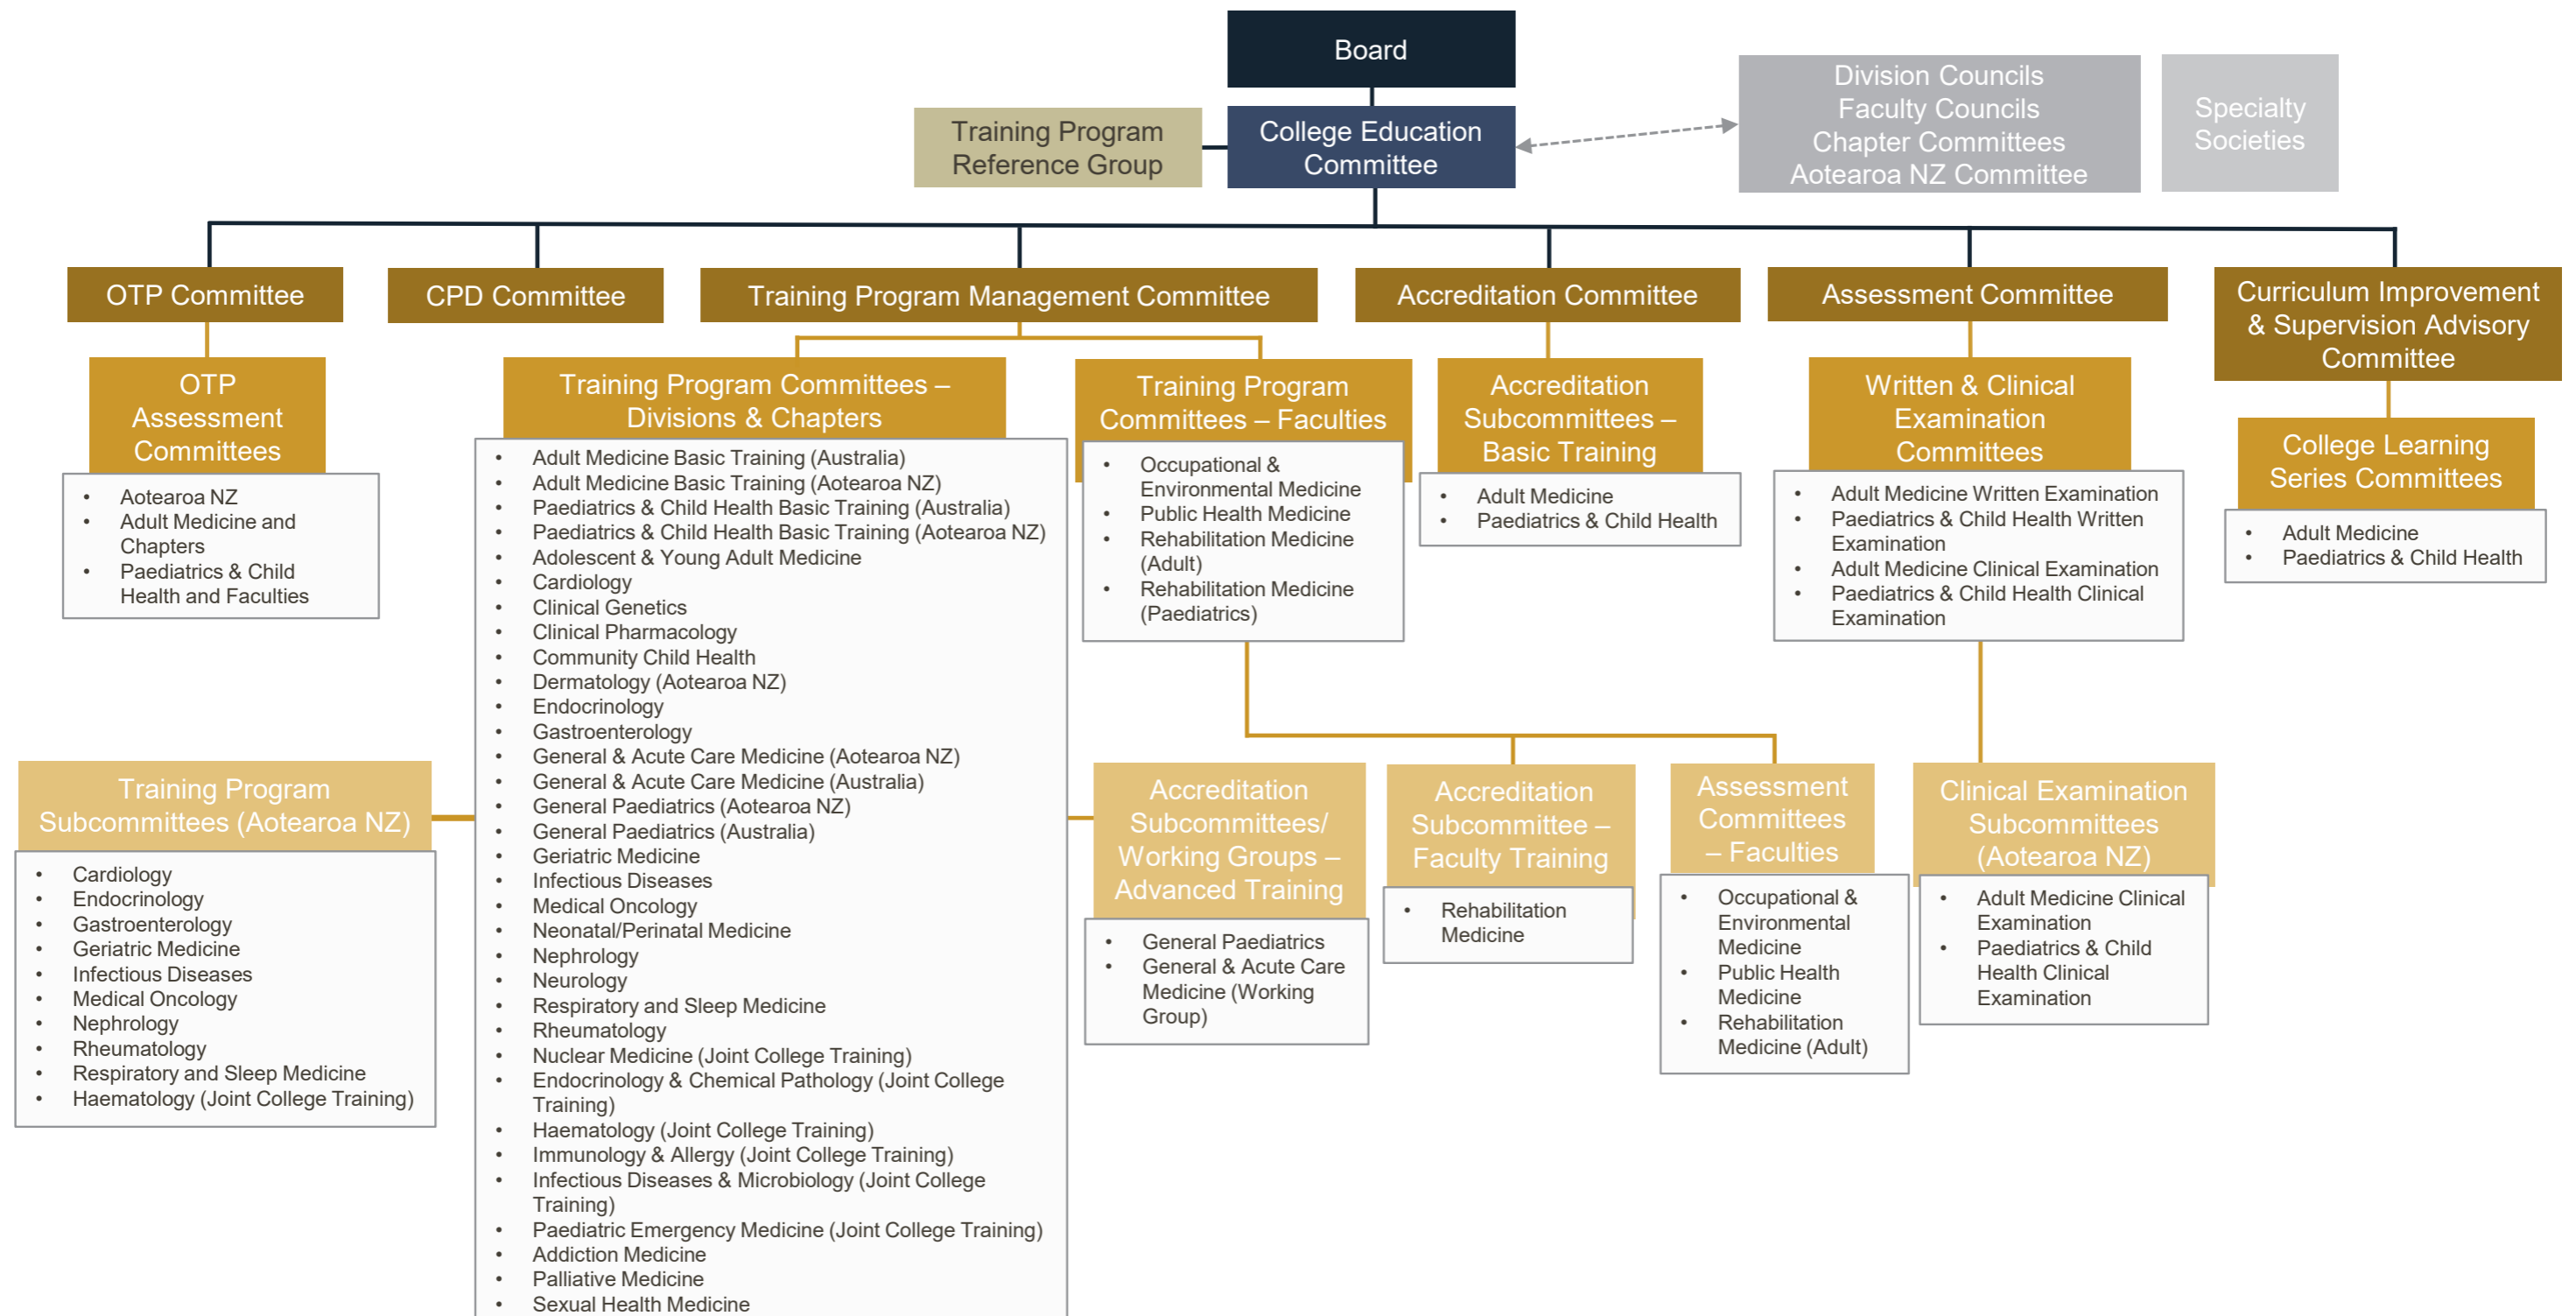 Board
Training Program
Reference Group
College Education
Committee
Division Councils
Faculty Councils
Chapter Committees
Aotearoa NZ Committee
Specialty
Societies
OTP Committee
CPD Committee
Training Program Management Committee
Accreditation Committee
Assessment Committee
Curriculum Improvement
& Supervision Advisory
Committee
OTP
Assessment
Committees
• Aotearoa NZ
• Adult Medicine and
Chapters
• Paediatrics & Child
Health and Faculties
Training Program Committees –
Divisions & Chapters
• Adult Medicine Basic Training (Australia)
• Adult Medicine Basic Training (Aotearoa NZ)
• Paediatrics & Child Health Basic Training (Australia)
• Paediatrics & Child Health Basic Training (Aotearoa NZ)
• Adolescent & Young Adult Medicine
• Cardiology
• Clinical Genetics
• Clinical Pharmacology
• Community Child Health
• Dermatology (Aotearoa NZ)
• Endocrinology
• Gastroenterology
• General & Acute Care Medicine (Aotearoa NZ)
• General & Acute Care Medicine (Australia)
• General Paediatrics (Aotearoa NZ)
• General Paediatrics (Australia)
• Geriatric Medicine
• Infectious Diseases
• Medical Oncology
• Neonatal/Perinatal Medicine
• Nephrology
• Neurology
• Respiratory and Sleep Medicine
• Rheumatology
• Nuclear Medicine (Joint College Training)
• Endocrinology & Chemical Pathology (Joint College
Training)
• Haematology (Joint College Training)
• Immunology & Allergy (Joint College Training)
• Infectious Diseases & Microbiology (Joint College
Training)
• Paediatric Emergency Medicine (Joint College Training)
• Addiction Medicine
• Palliative Medicine
• Sexual Health Medicine
Training Program
Committees – Faculties
• Occupational &
Environmental Medicine
• Public Health Medicine
• Rehabilitation Medicine
(Adult)
• Rehabilitation Medicine
(Paediatrics)
Accreditation
Subcommittees –
Basic Training
• Adult Medicine
• Paediatrics & Child Health
Written & Clinical
Examination
Committees
• Adult Medicine Written Examination
• Paediatrics & Child Health Written
Examination
• Adult Medicine Clinical Examination
• Paediatrics & Child Health Clinical
Examination
College Learning
Series Committees
• Adult Medicine
• Paediatrics & Child Health
Training Program
Subcommittees (Aotearoa NZ)
• Cardiology
• Endocrinology
• Gastroenterology
• Geriatric Medicine
• Infectious Diseases
• Medical Oncology
• Nephrology
• Rheumatology
• Respiratory and Sleep Medicine
• Haematology (Joint College Training)
Accreditation
Subcommittees/
Working Groups –
Advanced Training
• General Paediatrics
• General & Acute Care
Medicine (Working
Group)
Accreditation
Subcommittee –
Faculty Training
• Rehabilitation
Medicine
Assessment
Committees
– Faculties
• Occupational &
Environmental
Medicine
• Public Health
Medicine
• Rehabilitation
Medicine (Adult)
Clinical Examination
Subcommittees
(Aotearoa NZ)
• Adult Medicine Clinical
Examination
• Paediatrics & Child
Health Clinical
Examination